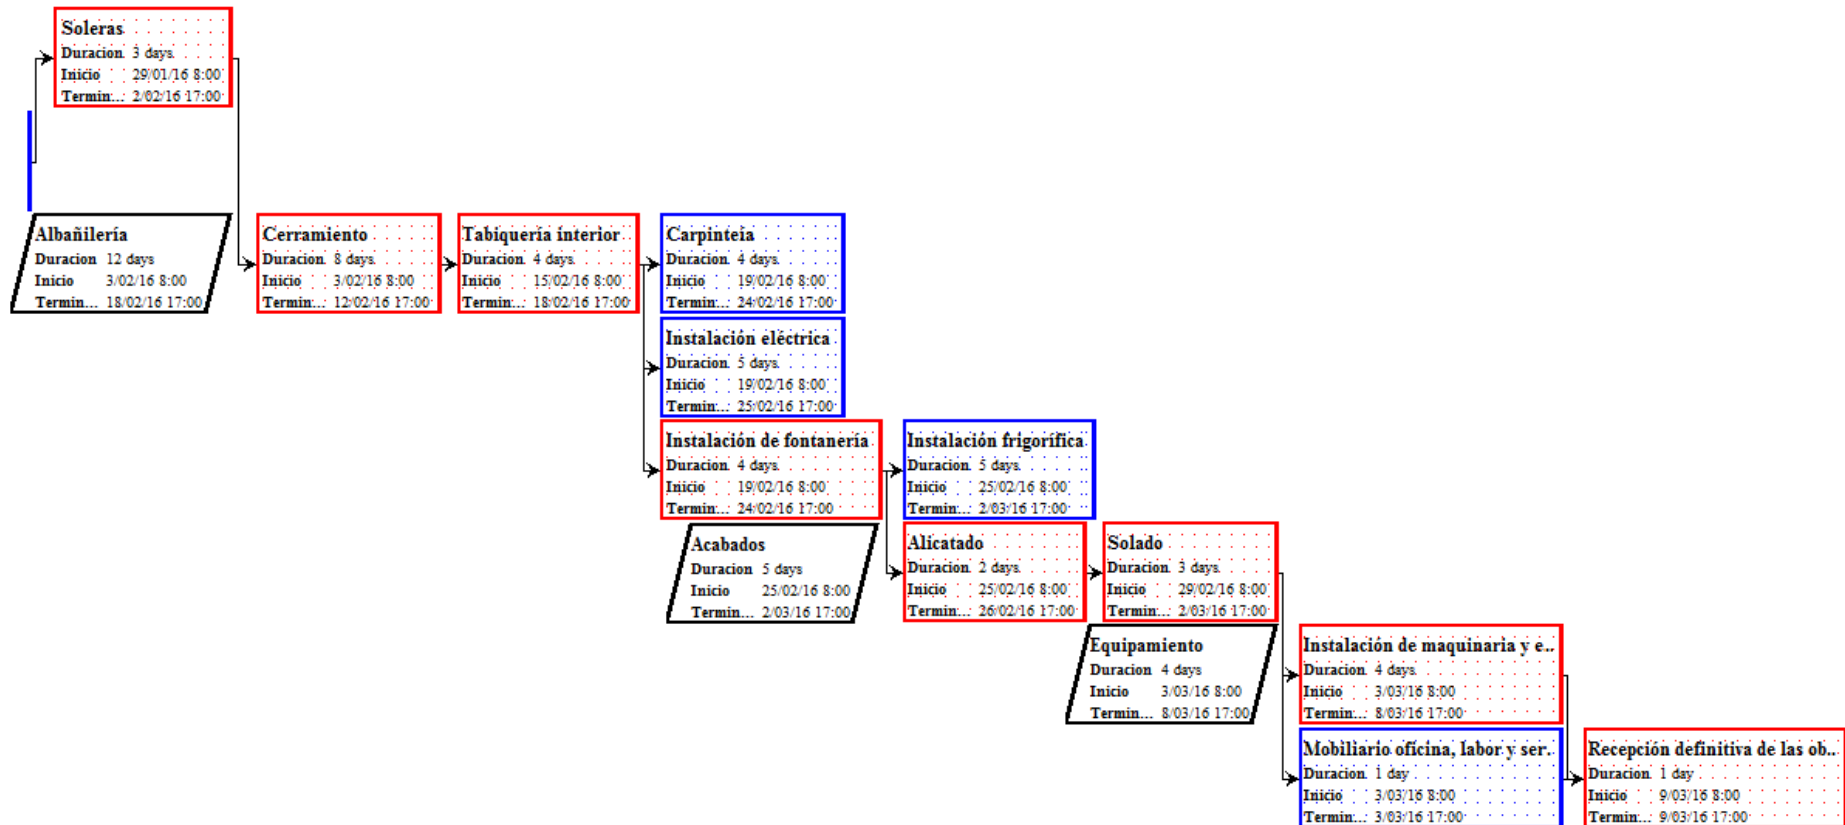 Soleras
Duracion 3 days
Inicio 29/01/16 8:00
Termin... 2/02/16 17:00
Albañilería
Duracion 12 days
Inicio 3/02/16 8:00
Termin... 18/02/16 17:00
Cerramiento
Duracion 8 days
Inicio 3/02/16 8:00
Termin... 12/02/16 17:00
Tabiquería interior
Duracion 4 days
Inicio 15/02/16 8:00
Termin... 18/02/16 17:00
Carpinteia
Duracion 4 days
Inicio 19/02/16 8:00
Termin... 24/02/16 17:00
Instalación eléctrica
Duracion 5 days
Inicio 19/02/16 8:00
Termin... 25/02/16 17:00
Instalación de fontanería
Duracion 4 days
Inicio 19/02/16 8:00
Termin... 24/02/16 17:00
Instalación frigorífica
Duracion 5 days
Inicio 25/02/16 8:00
Termin... 2/03/16 17:00
Acabados
Duracion 5 days
Inicio 25/02/16 8:00
Termin... 2/03/16 17:00
Alicatado
Duracion 2 days
Inicio 25/02/16 8:00
Termin... 26/02/16 17:00
Solado
Duracion 3 days
Inicio 29/02/16 8:00
Termin... 2/03/16 17:00
Equipamiento
Duracion 4 days
Inicio 3/03/16 8:00
Termin... 8/03/16 17:00
Instalación de maquinaria y e...
Duracion 4 days
Inicio 3/03/16 8:00
Termin... 8/03/16 17:00
Mobiliario oficina, labor y ser...
Duracion 1 day
Inicio 3/03/16 8:00
Termin... 3/03/16 17:00
Recepción definitiva de las ob...
Duracion 1 day
Inicio 9/03/16 8:00
Termin... 9/03/16 17:00